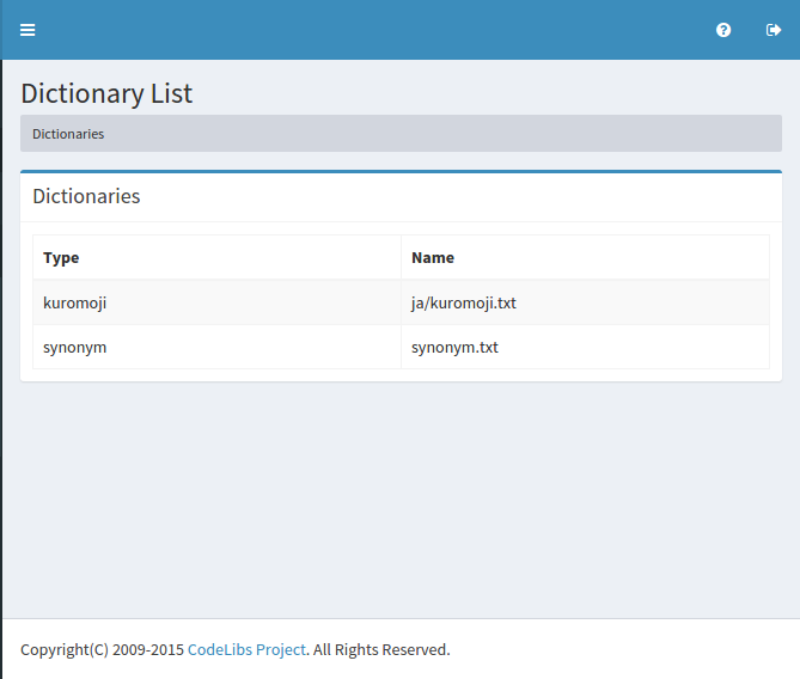 Dictionary List
Dictionaries
Dictionaries
Type Name
kuromoji ja/kuromoji.txt
synonym synonym.txt
Copyright(C) 2009-2015 CodeLibs Project. All Rights Reserved.